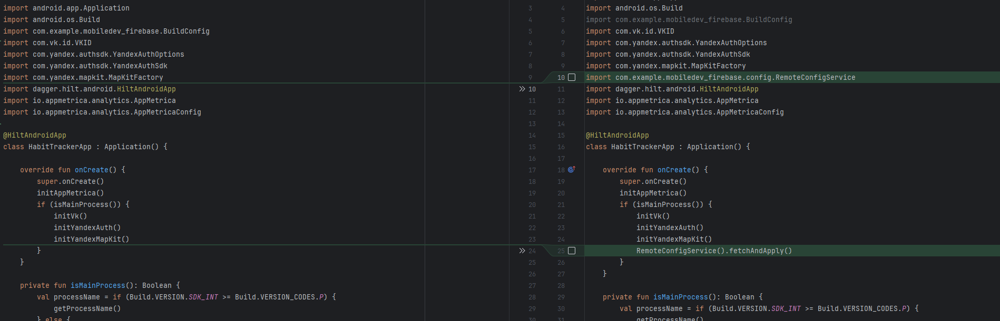 import android.app.Application
import android.os.Build
import com.example.mobiledev_firebase.BuildConfig
import com.vk.id.VKID
import com.yandex.authsdk.YandexAuthOptions
import com.yandex.authsdk.YandexAuthSdk
import com.yandex.mapkit.MapKitFactory
import dagger.hilt.android.HiltAndroidApp
import io.appmetrica.analytics.AppMetrica
import io.appmetrica.analytics.AppMetricaConfig
@HiltAndroidApp
class HabitTrackerApp : Application() {
override fun onCreate() {
super.onCreate()
initAppMetrica()
if (isMainProcess()) {
initVk()
initYandexAuth()
initYandexMapKit()
}
}
private fun isMainProcess(): Boolean {
val processName = if (Build.VERSION.SDK_INT >= Build.VERSION_CODES.P) {
getProcessName()
} else {
3 4
4 5
5 6
6 7
7 8
8 9
9 10
10 11
11 12
12 13
13 14
14 15
15 16
16 17
17 18
18 19
19 20
20 21
21 22
22 23
23 24
24 25
25 26
26 27
27 28
28 29
29 30
30 31
import android.os.Build
import com.example.mobiledev_firebase.BuildConfig
import com.vk.id.VKID
import com.yandex.authsdk.YandexAuthOptions
import com.yandex.authsdk.YandexAuthSdk
import com.yandex.mapkit.MapKitFactory
import com.example.mobiledev_firebase.config.RemoteConfigService
import dagger.hilt.android.HiltAndroidApp
import io.appmetrica.analytics.AppMetrica
import io.appmetrica.analytics.AppMetricaConfig
@HiltAndroidApp
class HabitTrackerApp : Application() {
override fun onCreate() {
super.onCreate()
initAppMetrica()
if (isMainProcess()) {
initVk()
initYandexAuth()
initYandexMapKit()
RemoteConfigService().fetchAndApply()
}
}
private fun isMainProcess(): Boolean {
val processName = if (Build.VERSION.SDK_INT >= Build.VERSION_CODES.P) {
getProcessName()